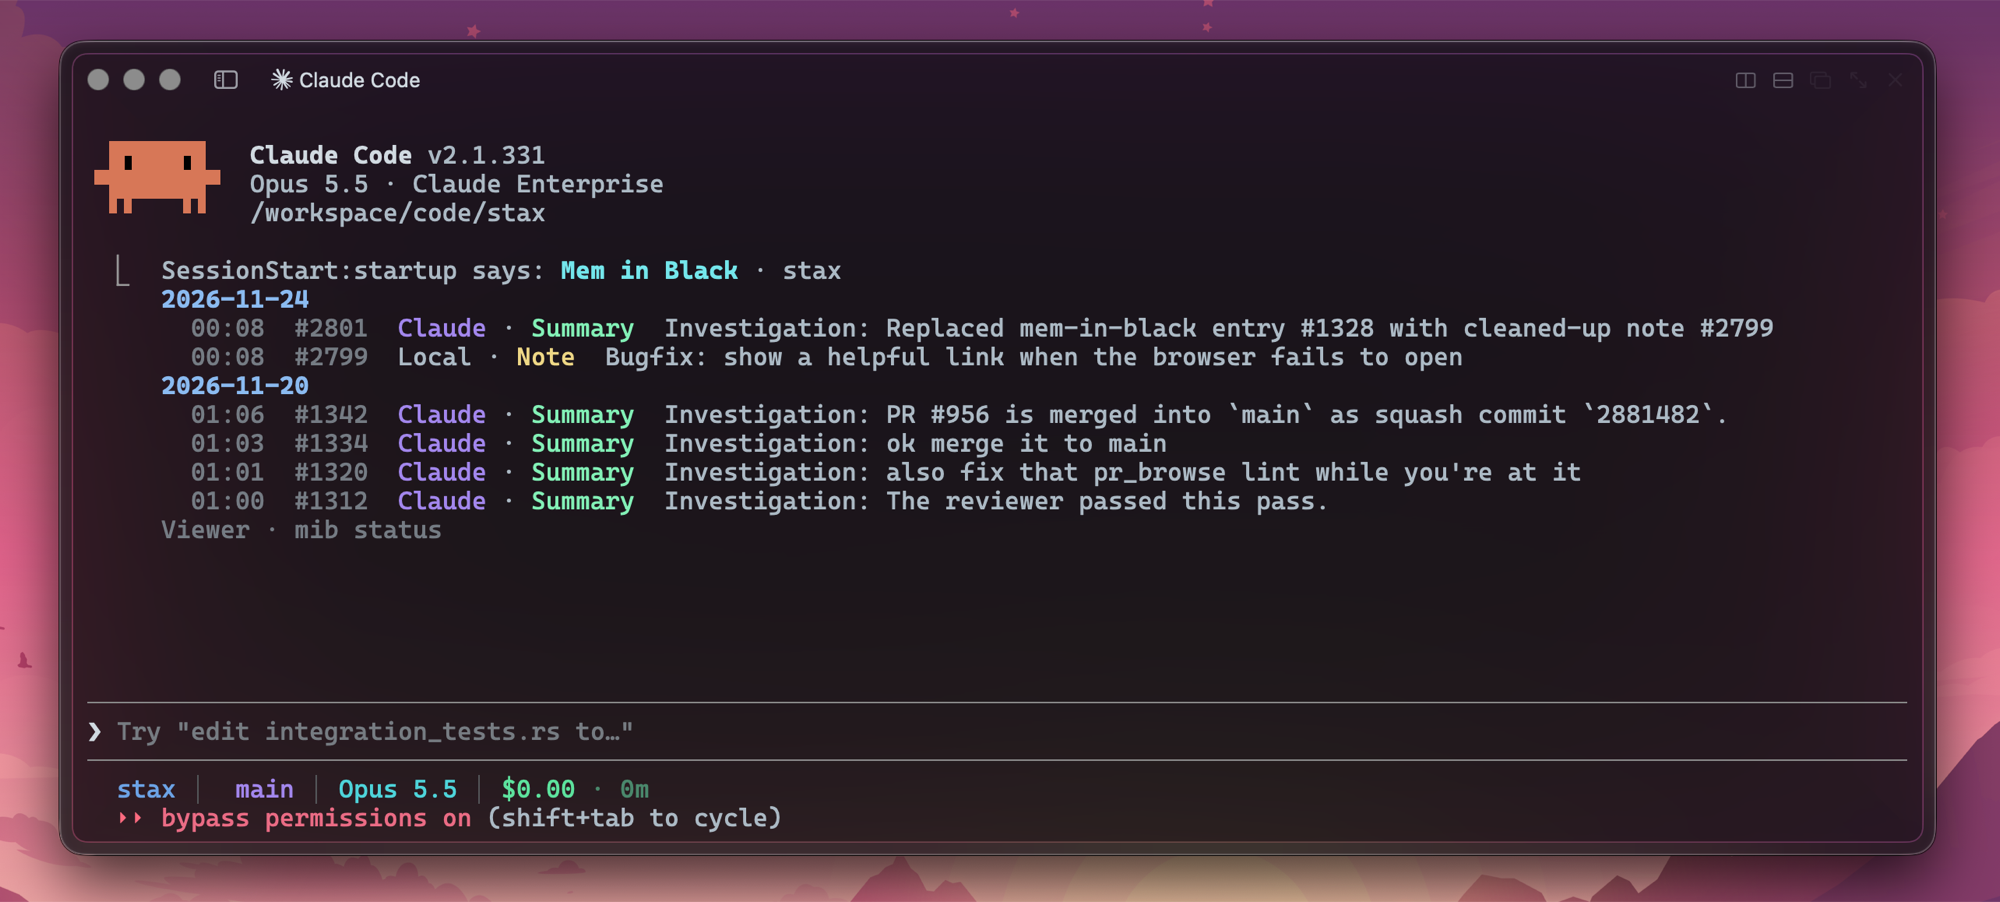 Claude Code
Claude Code v2.1.331
Opus 5.5 · Claude Enterprise
/workspace/code/stax
SessionStart:startup says: Mem in Black · stax
2026-11-24
00:08 #2801 Claude · Summary Investigation: Replaced mem-in-black entry #1328 with cleaned-up note #2799
00:08 #2799 Local · Note Bugfix: show a helpful link when the browser fails to open
2026-11-20
01:06 #1342 Claude · Summary Investigation: PR #956 is merged into `main` as squash commit `2881482`.
01:03 #1334 Claude · Summary Investigation: ok merge it to main
01:01 #1320 Claude · Summary Investigation: also fix that pr_browse lint while you're at it
01:00 #1312 Claude · Summary Investigation: The reviewer passed this pass.
Viewer · mib status
❯ Try "edit integration_tests.rs to…"
stax │ main │ Opus 5.5 │ $0.00 · 0m
⏵⏵ bypass permissions on (shift+tab to cycle)